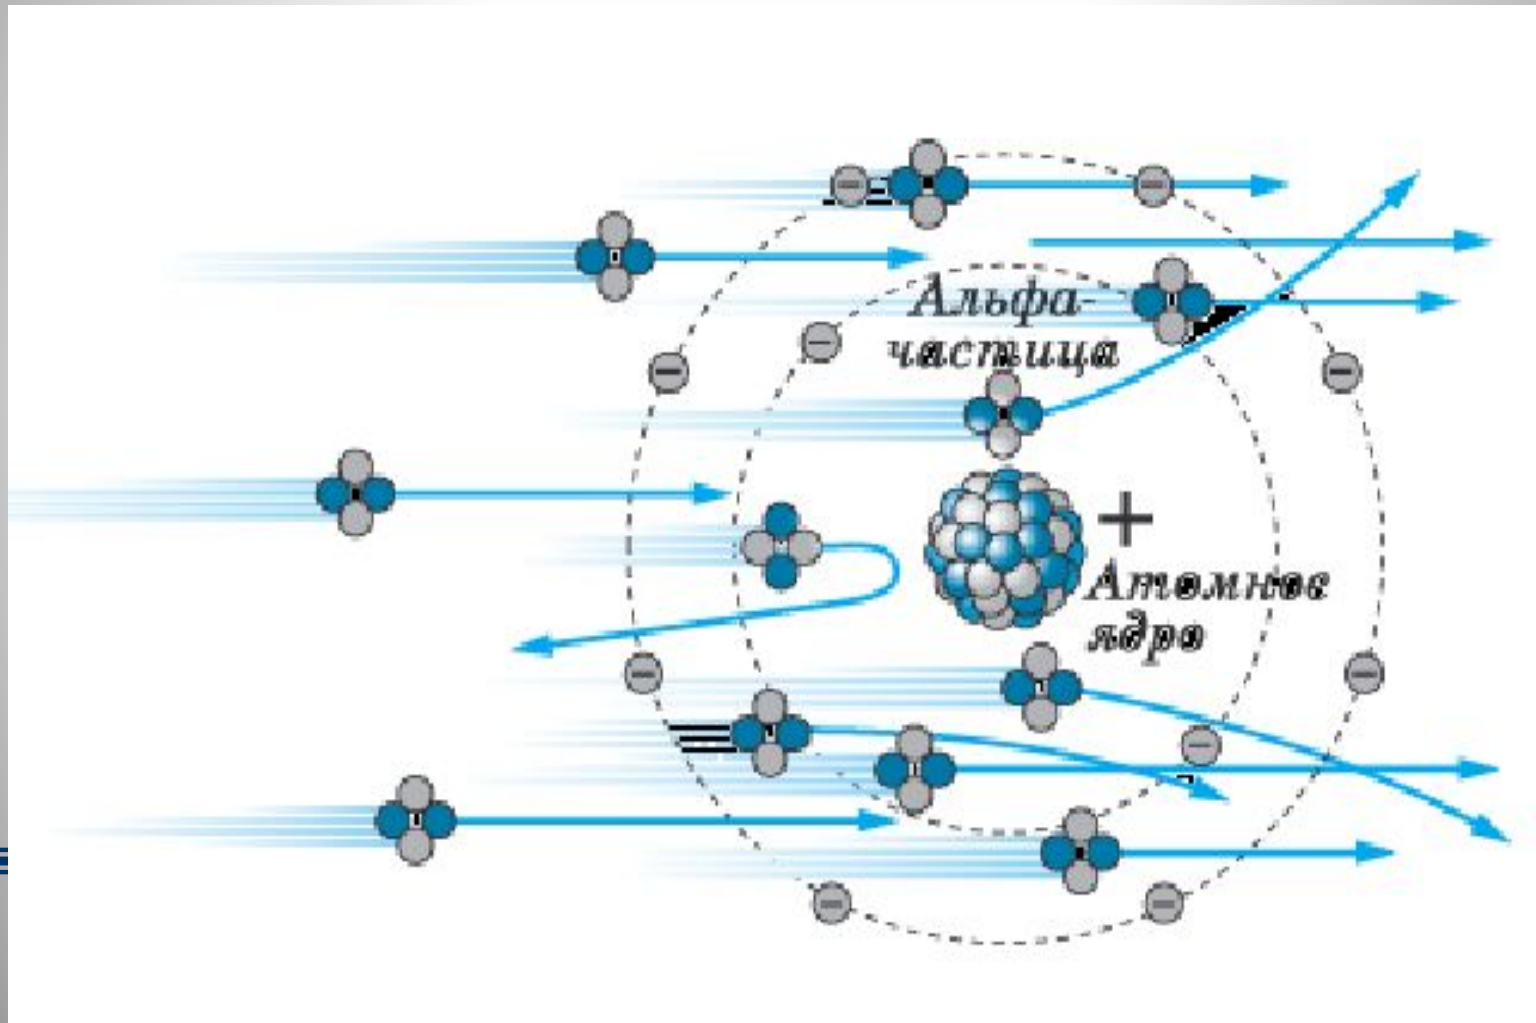 Альфа-
частица
+
Атомное
ядро